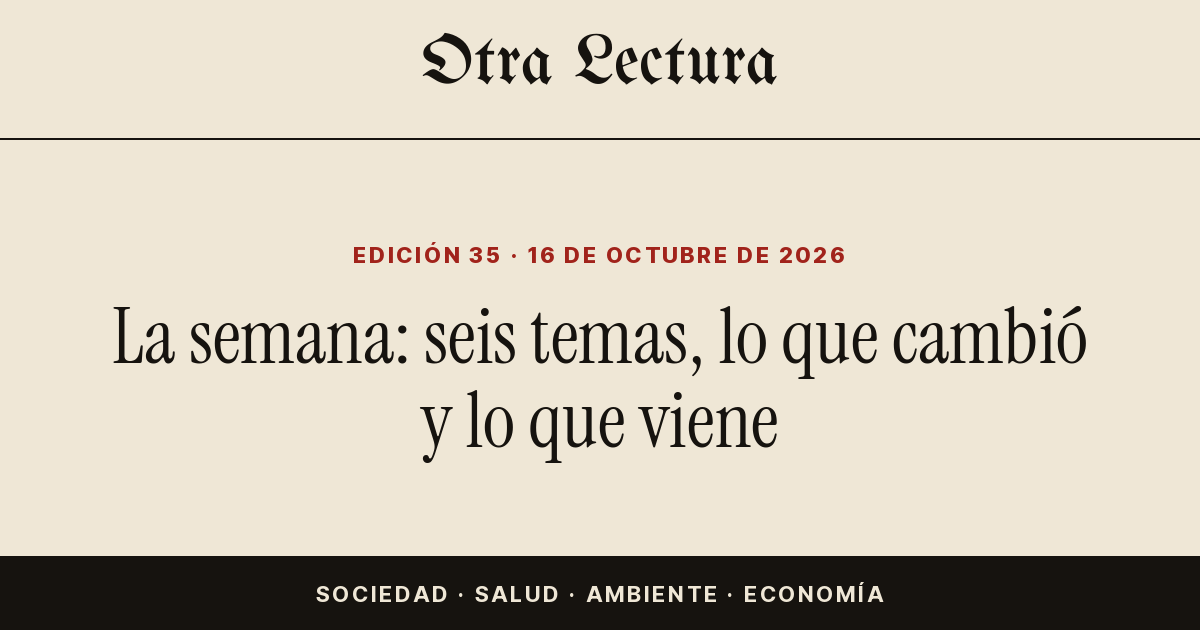 Otra Lectura
EDICIÓN 35 · 16 DE OCTUBRE DE 2026
La semana: seis temas, lo que cambió
y lo que viene
SOCIEDAD · SALUD · AMBIENTE · ECONOMÍA